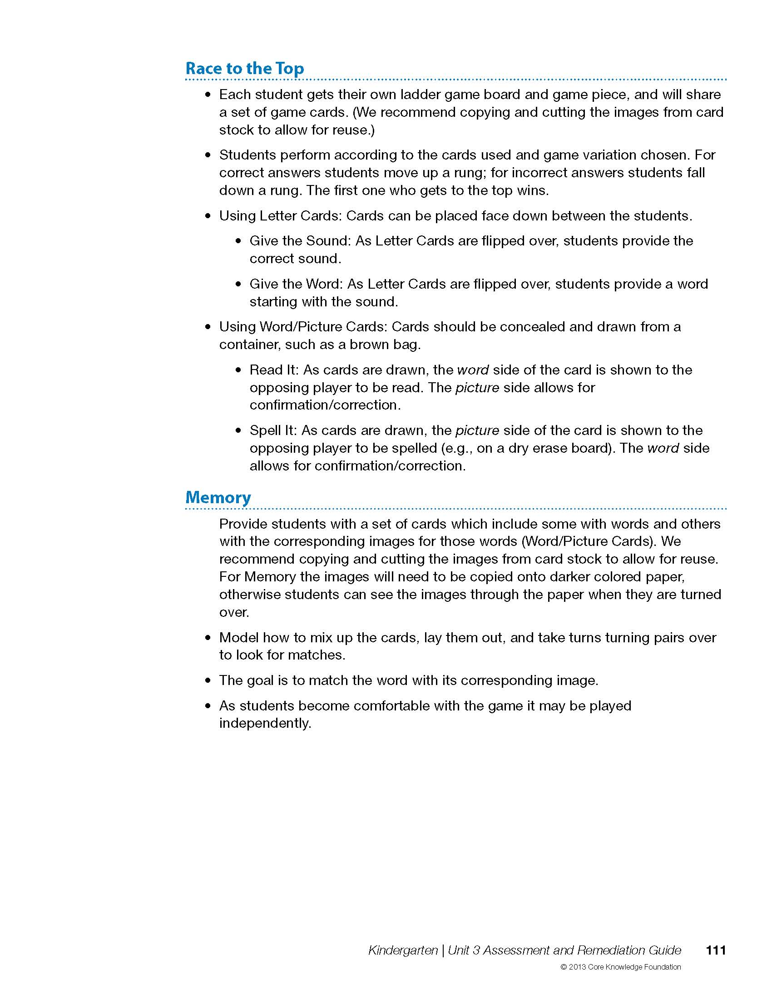 Race to the Top
• Each student gets their own ladder game board and game piece, and will share
a set of game cards. (We recommend copying and cutting the images from card
stock to allow for reuse.)
• Students perform according to the cards used and game variation chosen. For
correct answers students move up a rung; for incorrect answers students fall
down a rung. The first one who gets to the top wins.
• Using Letter Cards: Cards can be placed face down between the students.
• Give the Sound: As Letter Cards are flipped over, students provide the
correct sound.
• Give the Word: As Letter Cards are flipped over, students provide a word
starting with the sound.
• Using Word/Picture Cards: Cards should be concealed and drawn from a
container, such as a brown bag.
• Read It: As cards are drawn, the word side of the card is shown to the
opposing player to be read. The picture side allows for
confirmation/correction.
• Spell It: As cards are drawn, the picture side of the card is shown to the
opposing player to be spelled (e.g., on a dry erase board). The word side
allows for confirmation/correction.
Memory
Provide students with a set of cards which include some with words and others
with the corresponding images for those words (Word/Picture Cards). We
recommend copying and cutting the images from card stock to allow for reuse.
For Memory the images will need to be copied onto darker colored paper,
otherwise students can see the images through the paper when they are turned
over.
• Model how to mix up the cards, lay them out, and take turns turning pairs over
to look for matches.
• The goal is to match the word with its corresponding image.
• As students become comfortable with the game it may be played
independently.
Kindergarten | Unit 3 Assessment and Remediation Guide 111
© 2013 Core Knowledge Foundation